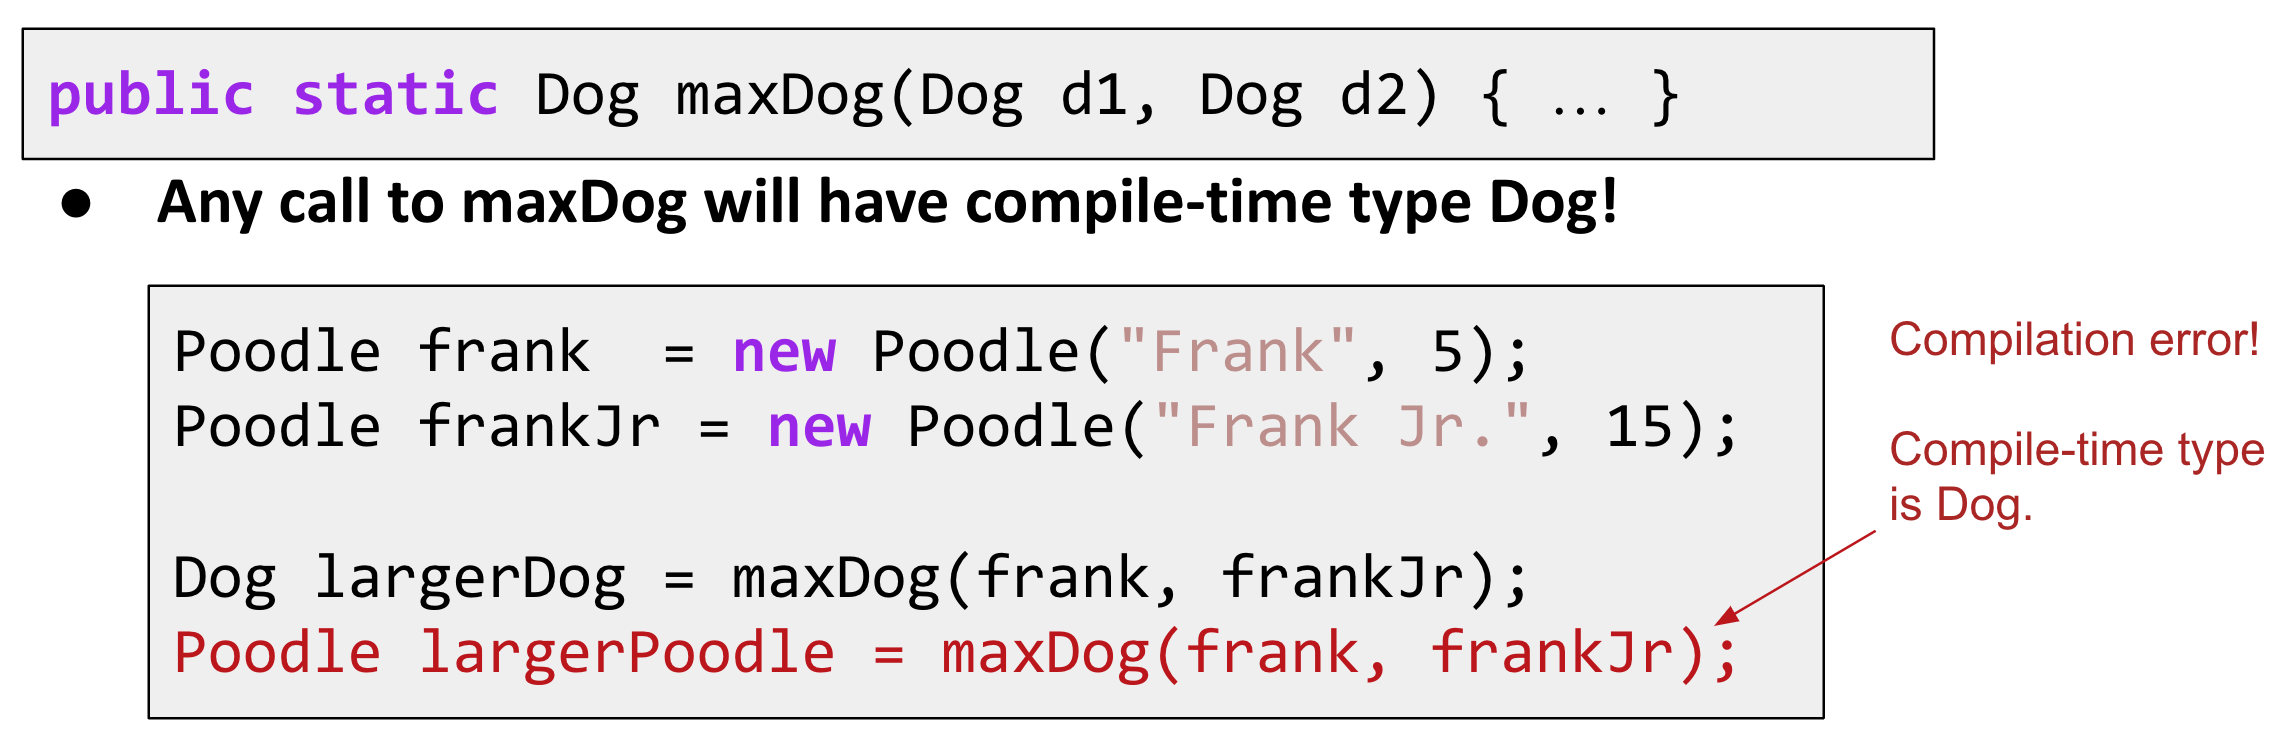 public static Dog maxDog(Dog d1, Dog d2) { … }
● Any call to maxDog will have compile-time type Dog!
Poodle frank  = new Poodle("Frank", 5);
Poodle frankJr = new Poodle("Frank Jr.", 15);
Dog largerDog = maxDog(frank, frankJr);
Poodle largerPoodle = maxDog(frank, frankJr);
Compilation error!
Compile-time type
is Dog.